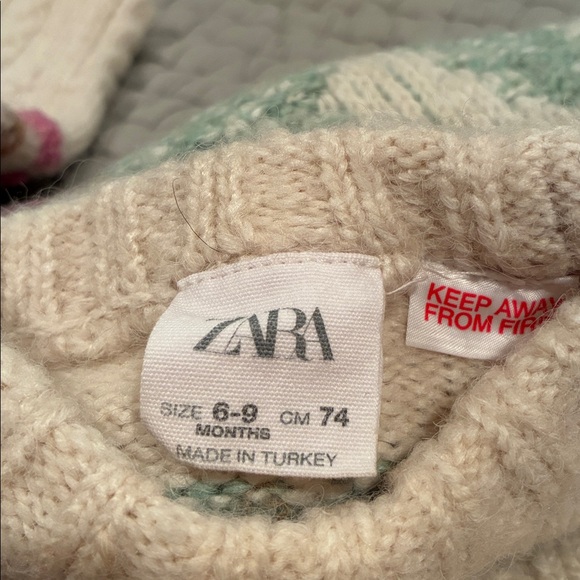 ZARA
SIZE 6-9 CM 74
MONTHS
MADE IN TURKEY
KEEP AWAY
FROM FIRE